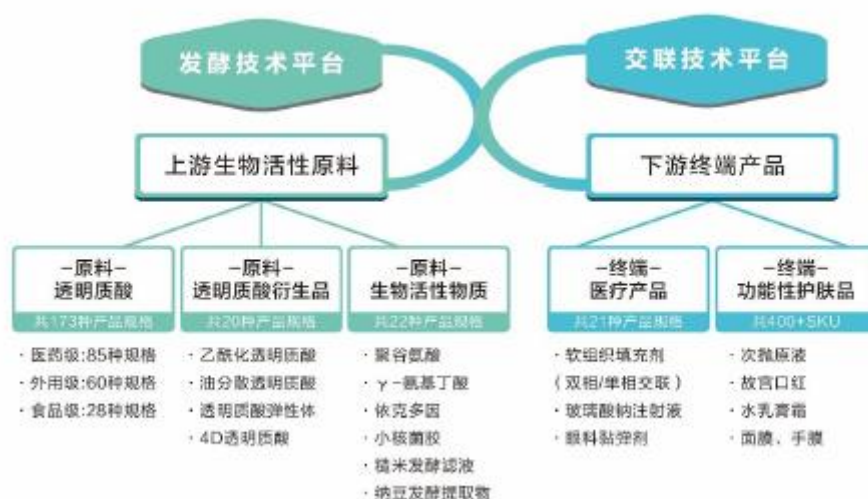 发酵技术平台
交联技术平台
上游生物活性原料
下游终端产品
–原料–
透明质酸
共173种产品规格
· 医药级:85种规格
· 外用级:60种规格
· 食品级:28种规格
–原料–
透明质酸衍生品
共20种产品规格
· 乙酰化透明质酸
· 油分散透明质酸
· 透明质酸弹性体
· 4D透明质酸
–原料–
生物活性物质
共22种产品规格
· 聚谷氨酸
· γ-氨基丁酸
· 依克多因
· 小核菌胶
· 糙米发酵滤液
· 纳豆发酵提取物
–终端–
医疗产品
共21种产品规格
· 软组织填充剂
(双相/单相交联)
· 玻璃酸钠注射液
· 眼科黏弹剂
–终端–
功能性护肤品
共400+SKU
· 次抛原液
· 故宫口红
· 水乳膏霜
· 面膜、手膜